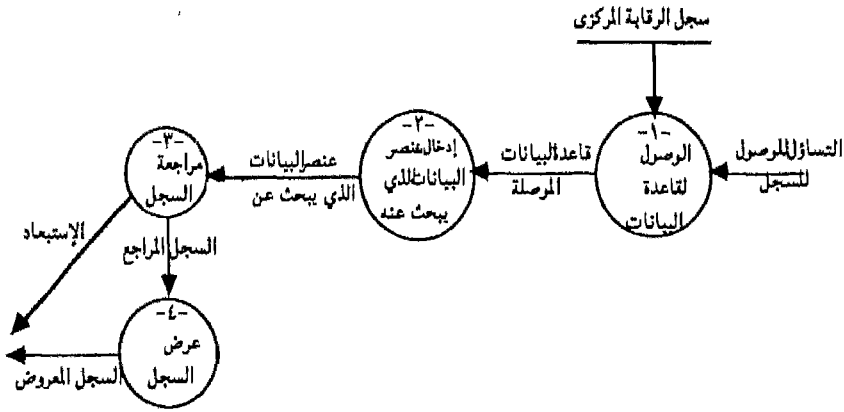 سجل الرقابة المركزى
التساؤل للوصول
للسجل
-١-
الوصول
لقاعدة
البيانات
قاعدة البيانات
الموصلة
-٢-
إدخال عنصر
البيانات الذي
يبحث عنه
عنصر البيانات
الذي يبحث عن
-٣-
مراجعة
السجل
الإستبعاد
السجل المراجع
-٤-
عرض
السجل
السجل المعروض